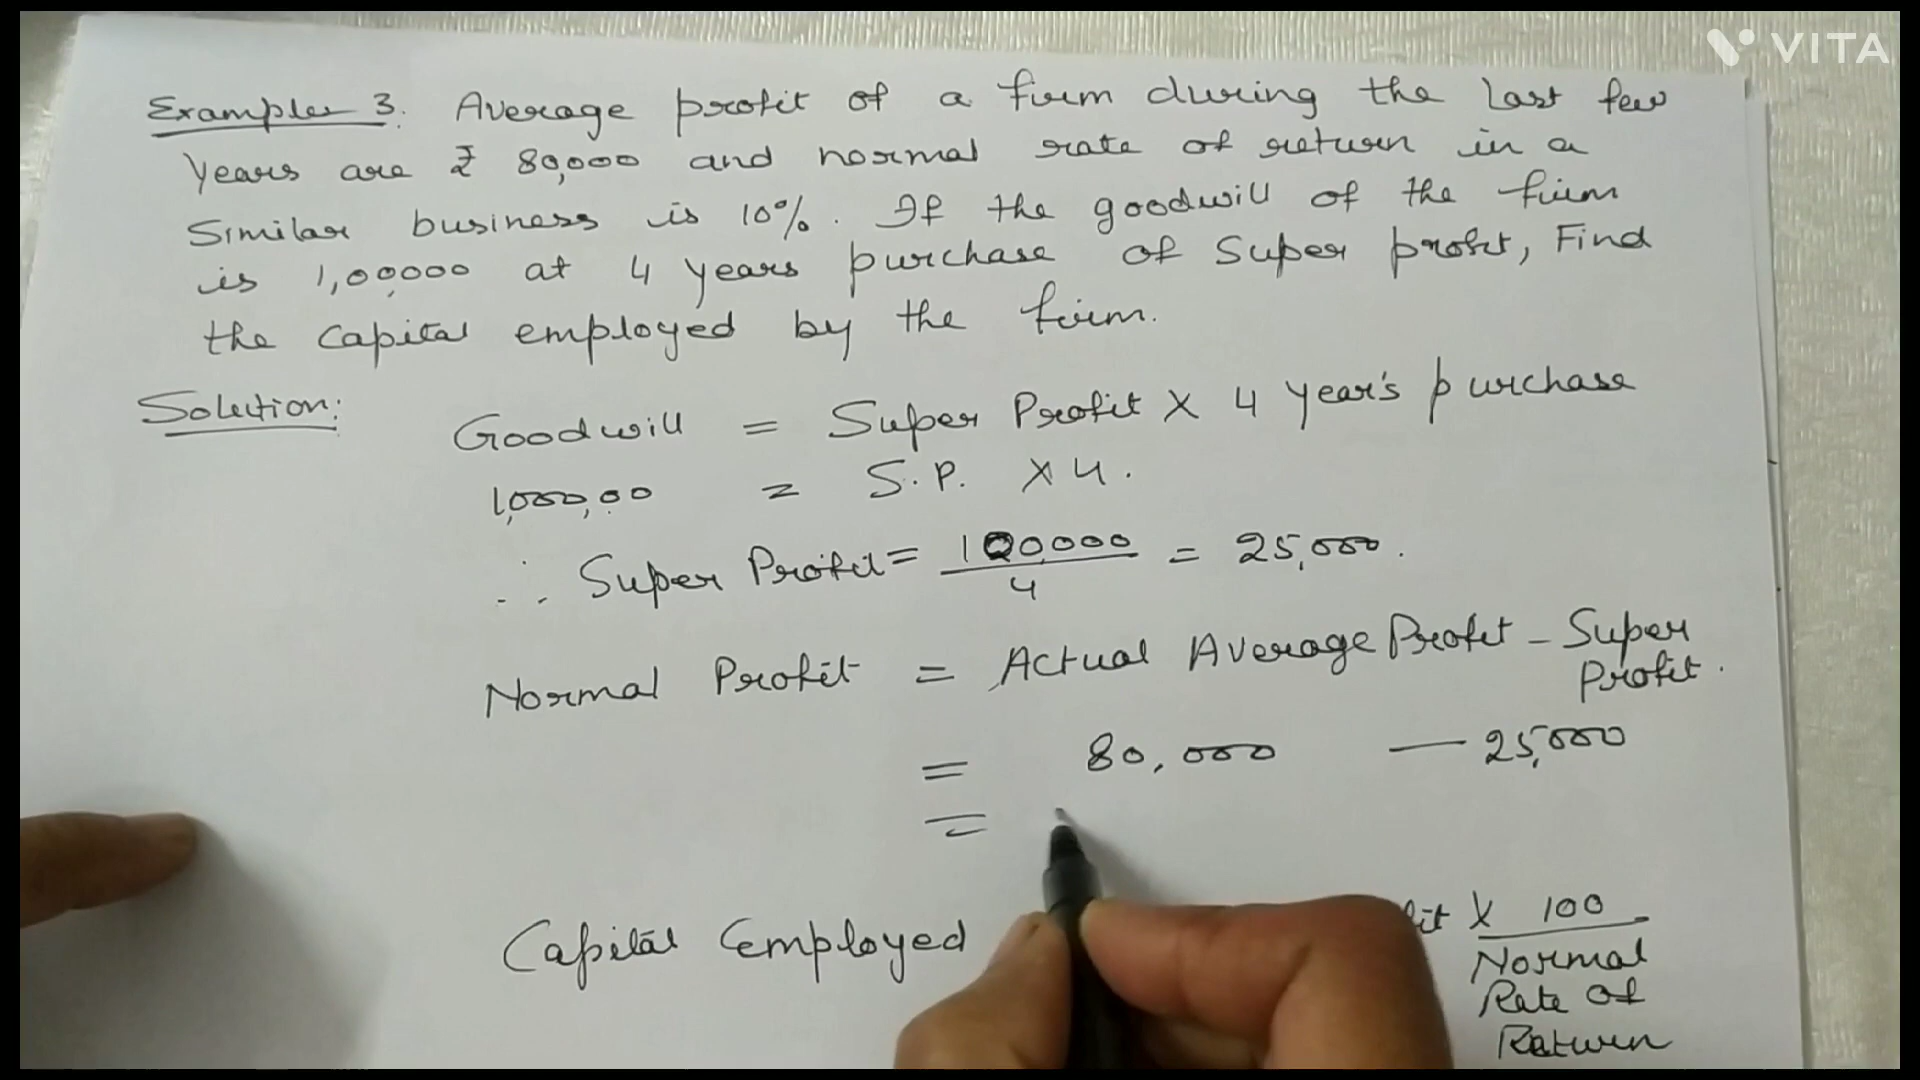 VITA
Example 3. Average profit of a firm during the last few
years are ₹ 80,000 and normal rate of return in a
Similar business is 10%. If the goodwill of the firm
is 1,00,000 at 4 years purchase of Super profit, Find
the Capital employed by the firm.
Solution:
Goodwill = Super Profit X 4 year's purchase
1,000,00 = S.P. X 4.
∴ Super Profit = 100,000 / 4 = 25,000.
Normal Profit = Actual Average Profit - Super
Profit.
= 80,000 — 25,000
=
Capital Employed
X 100
Normal
Rate of
Return